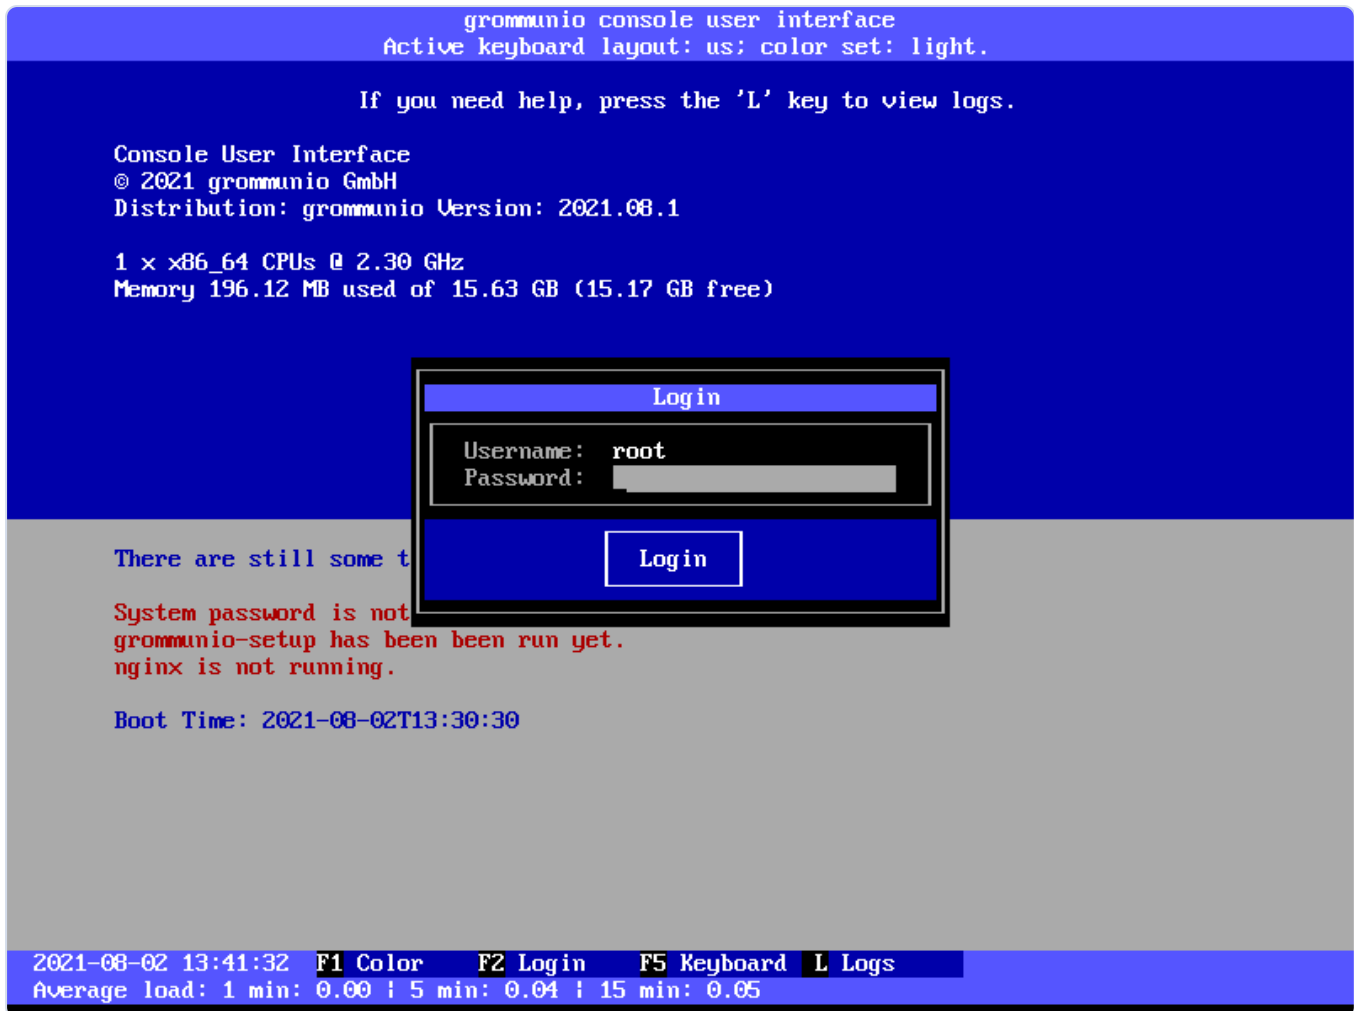 grommunio console user interface
Active keyboard layout: us; color set: light.
If you need help, press the 'L' key to view logs.
Console User Interface
© 2021 grommunio GmbH
Distribution: grommunio Version: 2021.08.1
1 x x86_64 CPUs @ 2.30 GHz
Memory 196.12 MB used of 15.63 GB (15.17 GB free)
Login
Username: root
Password:
Login
There are still some t
System password is not
grommunio-setup has been been run yet.
nginx is not running.
Boot Time: 2021-08-02T13:30:30
2021-08-02 13:41:32 F1 Color F2 Login F5 Keyboard L Logs
Average load: 1 min: 0.00 ¦ 5 min: 0.04 ¦ 15 min: 0.05